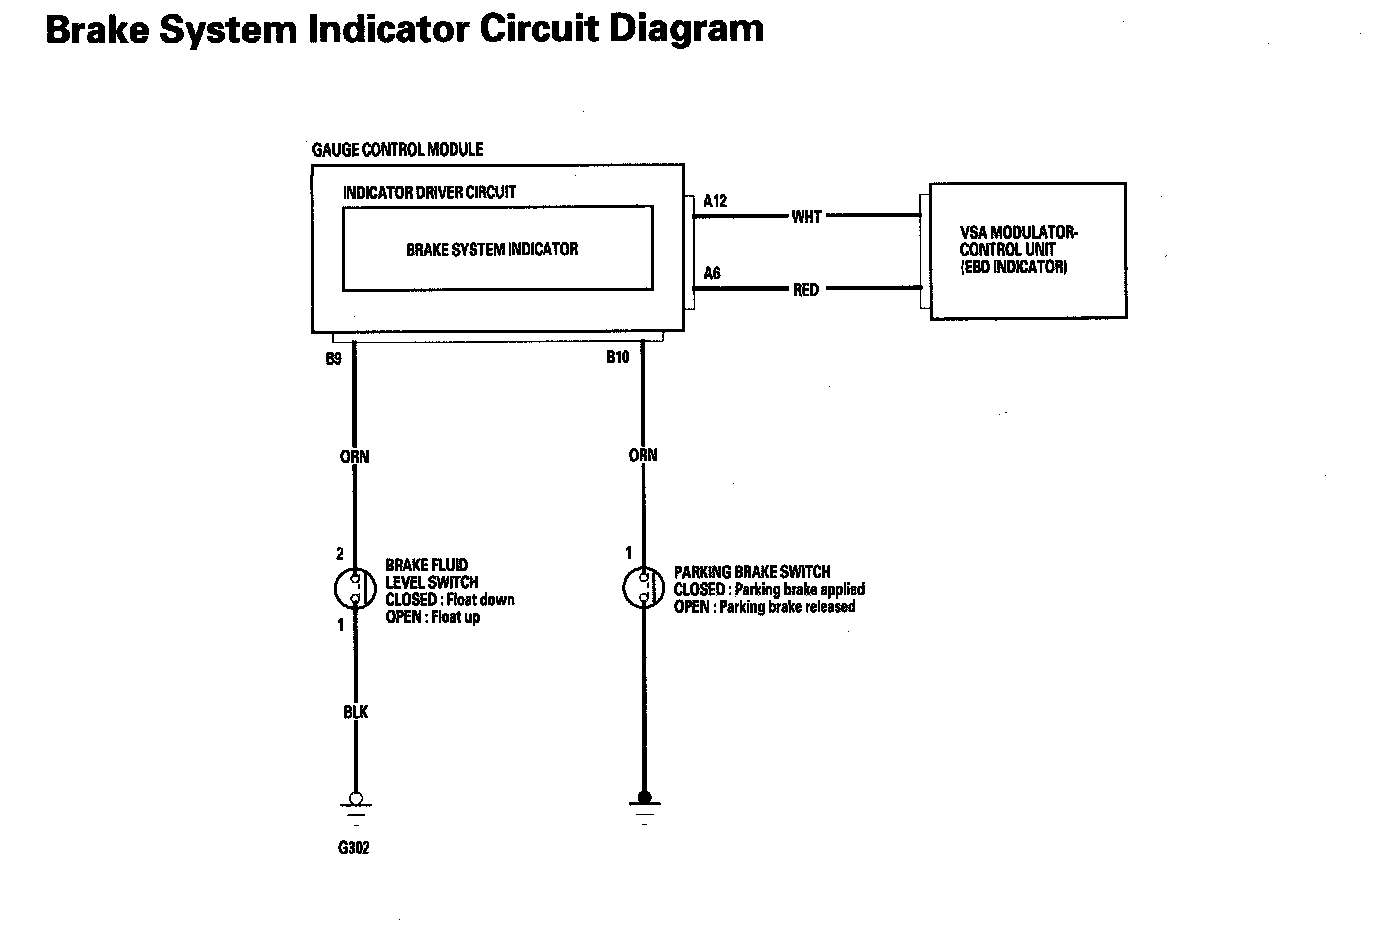 Brake System Indicator Circuit Diagram
GAUGE CONTROL MODULE
INDICATOR DRIVER CIRCUIT
BRAKE SYSTEM INDICATOR
A12
WHT
A6
RED
VSA MODULATOR-
CONTROL UNIT
(EBD INDICATOR)
B9
B10
ORN
ORN
2
BRAKE FLUID
LEVEL SWITCH
CLOSED : Float down
OPEN : Float up
1
1
PARKING BRAKE SWITCH
CLOSED : Parking brake applied
OPEN : Parking brake released
BLK
G302